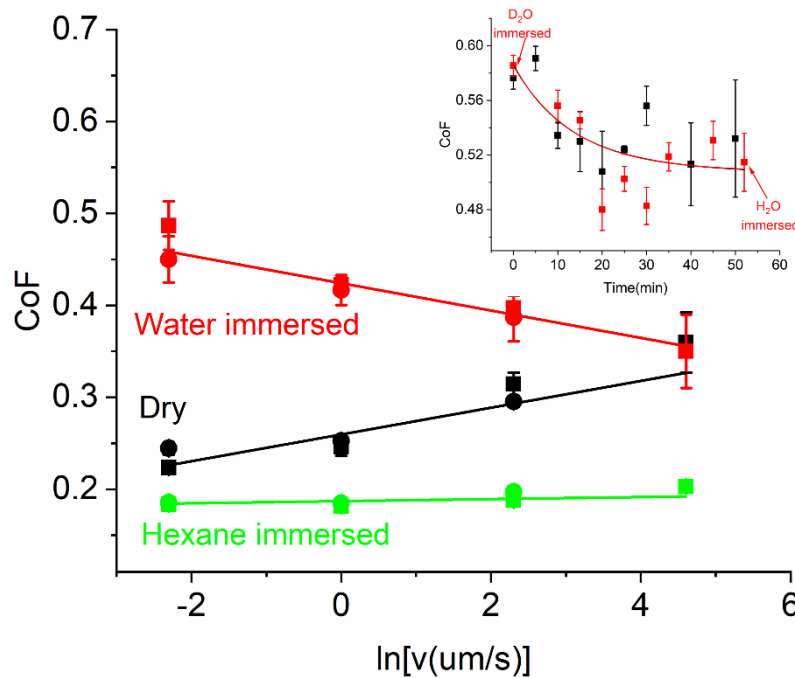 0.7
0.6
0.5
0.4
0.3
0.2
CoF
-2
0
2
4
6
ln[v(um/s)]
Water immersed
Dry
Hexane immersed
D₂O
immersed
0.60
0.56
0.52
0.48
CoF
H₂O
immersed
0
10
20
30
40
50
60
Time(min)